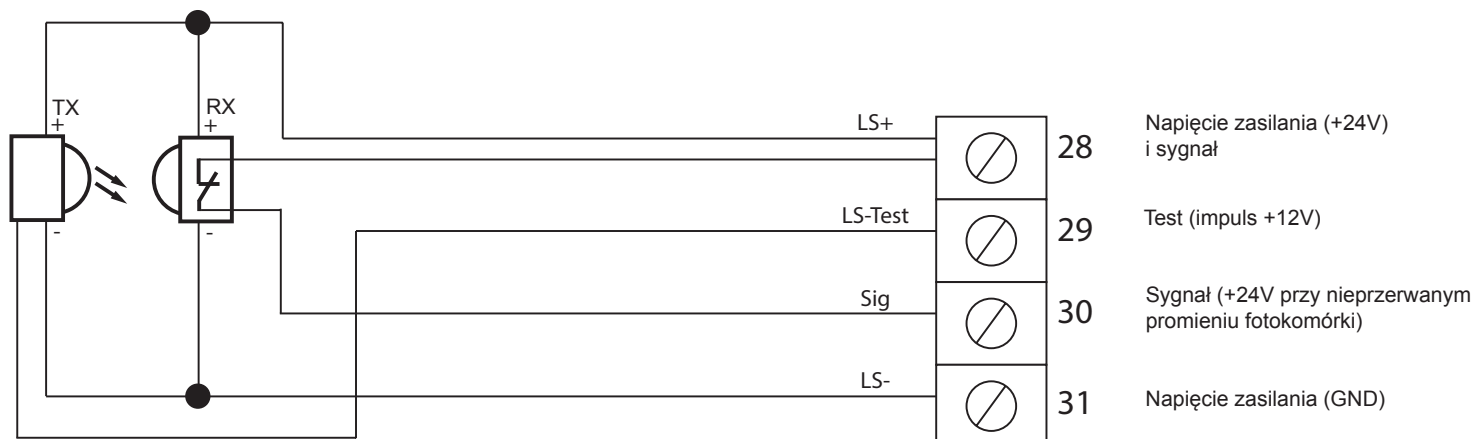 TX
+
-
RX
+
-
LS+
28
Napięcie zasilania (+24V)
i sygnał
LS-Test
29
Test (impuls +12V)
Sig
30
Sygnał (+24V przy nieprzerwanym
promieniu fotokomórki)
LS-
31
Napięcie zasilania (GND)